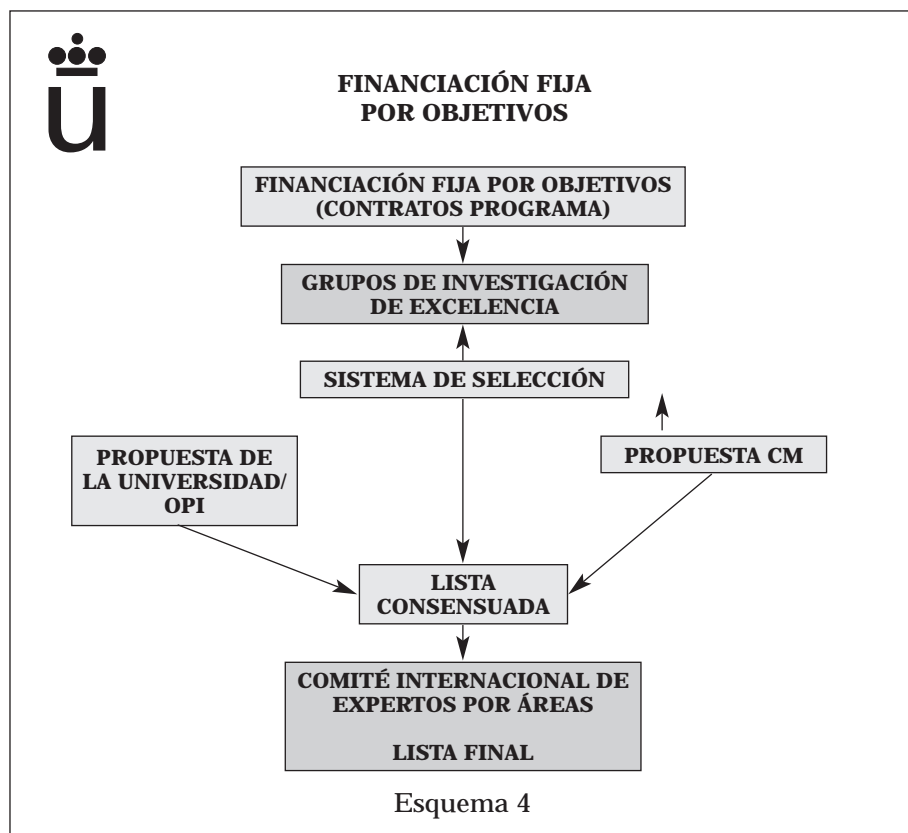 ü
FINANCIACIÓN FIJA
POR OBJETIVOS
FINANCIACIÓN FIJA POR OBJETIVOS
(CONTRATOS PROGRAMA)
GRUPOS DE INVESTIGACIÓN
DE EXCELENCIA
SISTEMA DE SELECCIÓN
PROPUESTA DE
LA UNIVERSIDAD/
OPI
PROPUESTA CM
LISTA
CONSENSUADA
COMITÉ INTERNACIONAL DE
EXPERTOS POR ÁREAS
LISTA FINAL
Esquema 4